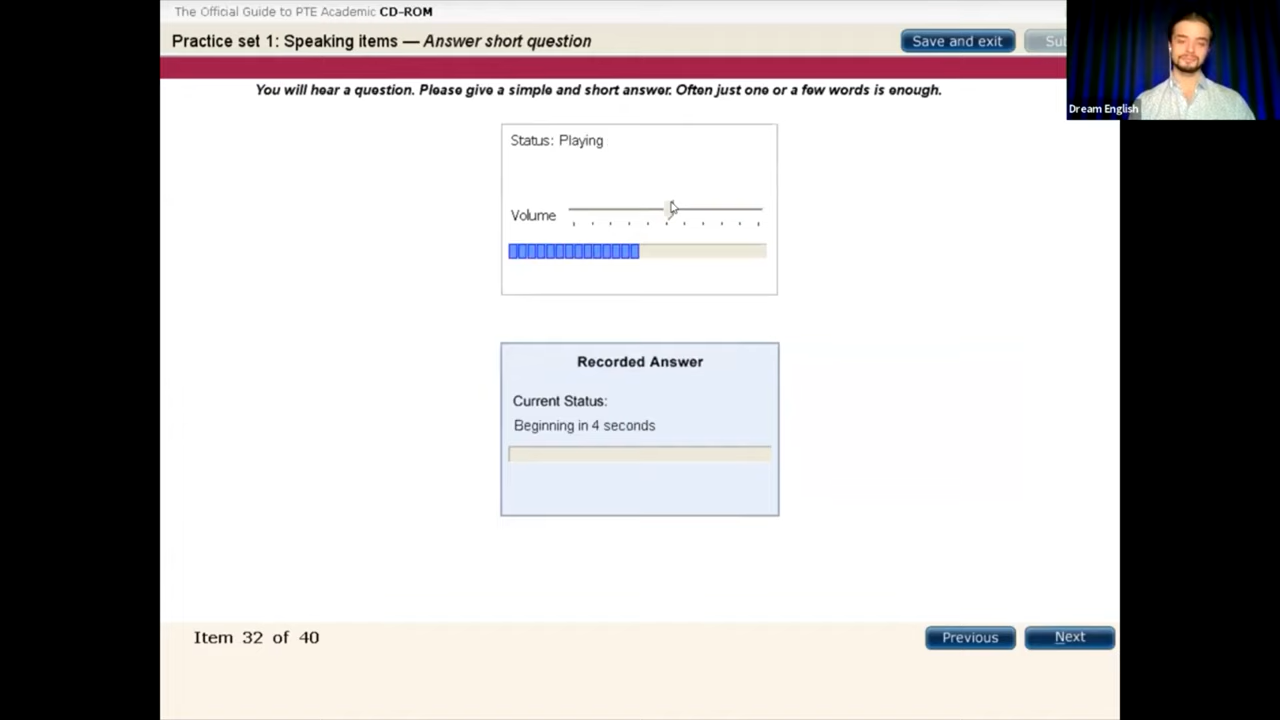 The Official Guide to PTE Academic CD-ROM
Practice set 1: Speaking items — Answer short question
Save and exit
Su
Dream English
You will hear a question. Please give a simple and short answer. Often just one or a few words is enough.
Status: Playing
Volume
Recorded Answer
Current Status:
Beginning in 4 seconds
Item 32 of 40
Previous
Next